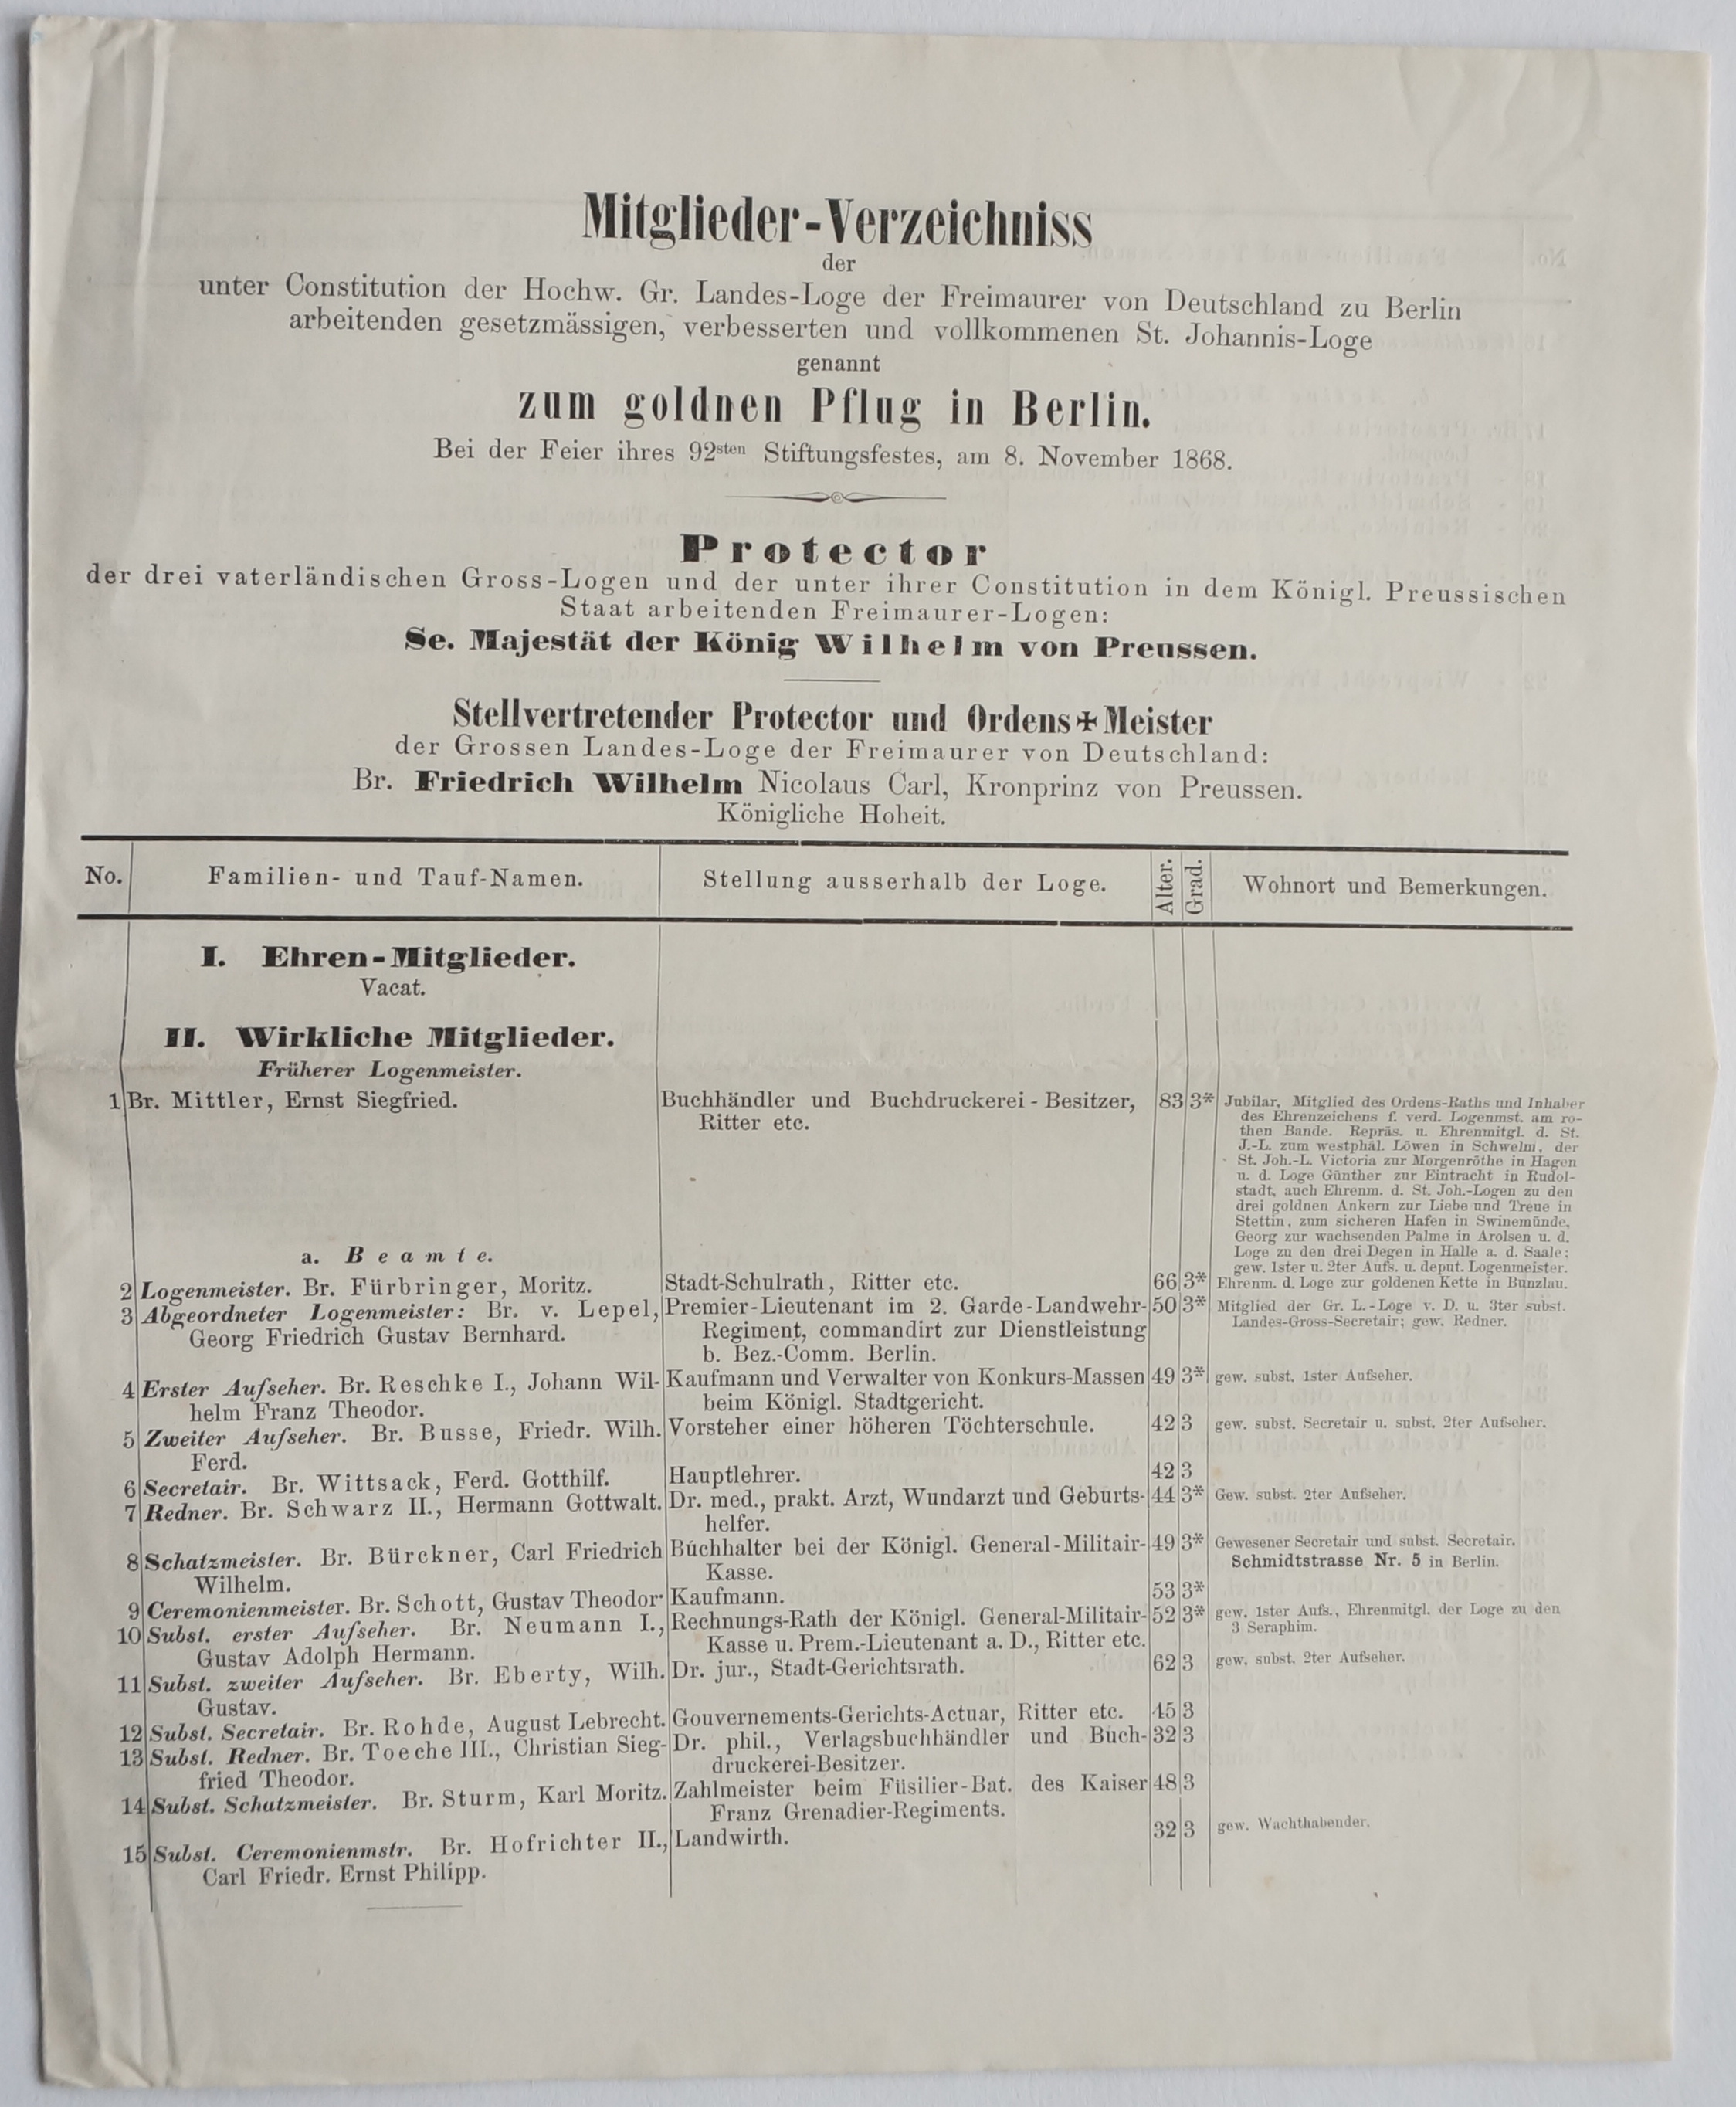 Mitglieder-Verzeichniss
der
unter Constitution der Hochw. Gr. Landes-Loge der Freimaurer von Deutschland zu Berlin
arbeitenden gesetzmässigen, verbesserten und vollkommenen St. Johannis-Loge
genannt
zum goldnen Pflug in Berlin.
Bei der Feier ihres 92sten Stiftungsfestes, am 8. November 1868.
Protector
der drei vaterländischen Gross-Logen und der unter ihrer Constitution in dem Königl. Preussischen
Staat arbeitenden Freimaurer-Logen:
Se. Majestät der König Wilhelm von Preussen.
Stellvertretender Protector und Ordens✠Meister
der Grossen Landes-Loge der Freimaurer von Deutschland:
Br. Friedrich Wilhelm Nicolaus Carl, Kronprinz von Preussen.
Königliche Hoheit.
No. Familien- und Tauf-Namen. Stellung ausserhalb der Loge. Alter. Grad. Wohnort und Bemerkungen.
I. Ehren-Mitglieder.
Vacat.
II. Wirkliche Mitglieder.
Früherer Logenmeister.
1 Br. Mittler, Ernst Siegfried. Buchhändler und Buchdruckerei-Besitzer, 83 3* Jubilar, Mitglied des Ordens-Raths und Inhaber
Ritter etc. des Ehrenzeichens f. verd. Logenmst. am ro-
then Bande. Repräs. u. Ehrenmitgl. d. St.
J.-L. zum westphäl. Löwen in Schwelm, der
St. Joh.-L. Victoria zur Morgenröthe in Hagen
u. d. Loge Günther zur Eintracht in Rudol-
stadt, auch Ehrenm. d. St. Joh.-Logen zu den
drei goldnen Ankern zur Liebe und Treue in
Stettin, zum sicheren Hafen in Swinemünde,
Georg zur wachsenden Palme in Arolsen u. d.
Loge zu den drei Degen in Halle a. d. Saale;
gew. 1ster u. 2ter Aufs. u. deput. Logenmeister.
a. Beamte.
2 Logenmeister. Br. Fürbringer, Moritz. Stadt-Schulrath, Ritter etc. 66 3* Ehrenm. d. Loge zur goldenen Kette in Bunzlau.
3 Abgeordneter Logenmeister: Br. v. Lepel, Premier-Lieutenant im 2. Garde-Landwehr- 50 3* Mitglied der Gr. L.-Loge v. D. u. 3ter subst.
Georg Friedrich Gustav Bernhard. Regiment, commandirt zur Dienstleistung Landes-Gross-Secretair; gew. Redner.
b. Bez.-Comm. Berlin.
4 Erster Aufseher. Br. Reschke I., Johann Wil- Kaufmann und Verwalter von Konkurs-Massen 49 3* gew. subst. 1ster Aufseher.
helm Franz Theodor. beim Königl. Stadtgericht.
5 Zweiter Aufseher. Br. Busse, Friedr. Wilh. Vorsteher einer höheren Töchterschule. 42 3 gew. subst. Secretair u. subst. 2ter Aufseher.
Ferd.
6 Secretair. Br. Wittsack, Ferd. Gotthilf. Hauptlehrer. 42 3
7 Redner. Br. Schwarz II., Hermann Gottwalt. Dr. med., prakt. Arzt, Wundarzt und Geburts- 44 3* Gew. subst. 2ter Aufseher.
helfer.
8 Schatzmeister. Br. Bürckner, Carl Friedrich Buchhalter bei der Königl. General-Militair- 49 3* Gewesener Secretair und subst. Secretair.
Wilhelm. Kasse. Schmidtstrasse Nr. 5 in Berlin.
9 Ceremonienmeister. Br. Schott, Gustav Theodor Kaufmann. 53 3*
10 Subst. erster Aufseher. Br. Neumann I., Rechnungs-Rath der Königl. General-Militair- 52 3* gew. 1ster Aufs., Ehrenmitgl. der Loge zu den
Gustav Adolph Hermann. Kasse u. Prem.-Lieutenant a. D., Ritter etc. 3 Seraphim.
11 Subst. zweiter Aufseher. Br. Eberty, Wilh. Dr. jur., Stadt-Gerichtsrath. 62 3 gew. subst. 2ter Aufseher.
Gustav.
12 Subst. Secretair. Br. Rohde, August Lebrecht. Gouvernements-Gerichts-Actuar, Ritter etc. 45 3
13 Subst. Redner. Br. Toeche III., Christian Sieg- Dr. phil., Verlagsbuchhändler und Buch- 32 3
fried Theodor. druckerei-Besitzer.
14 Subst. Schatzmeister. Br. Sturm, Karl Moritz. Zahlmeister beim Füsilier-Bat. des Kaiser 48 3
Franz Grenadier-Regiments.
15 Subst. Ceremonienmstr. Br. Hofrichter II., Landwirth. 32 3 gew. Wachthabender.
Carl Friedr. Ernst Philipp.